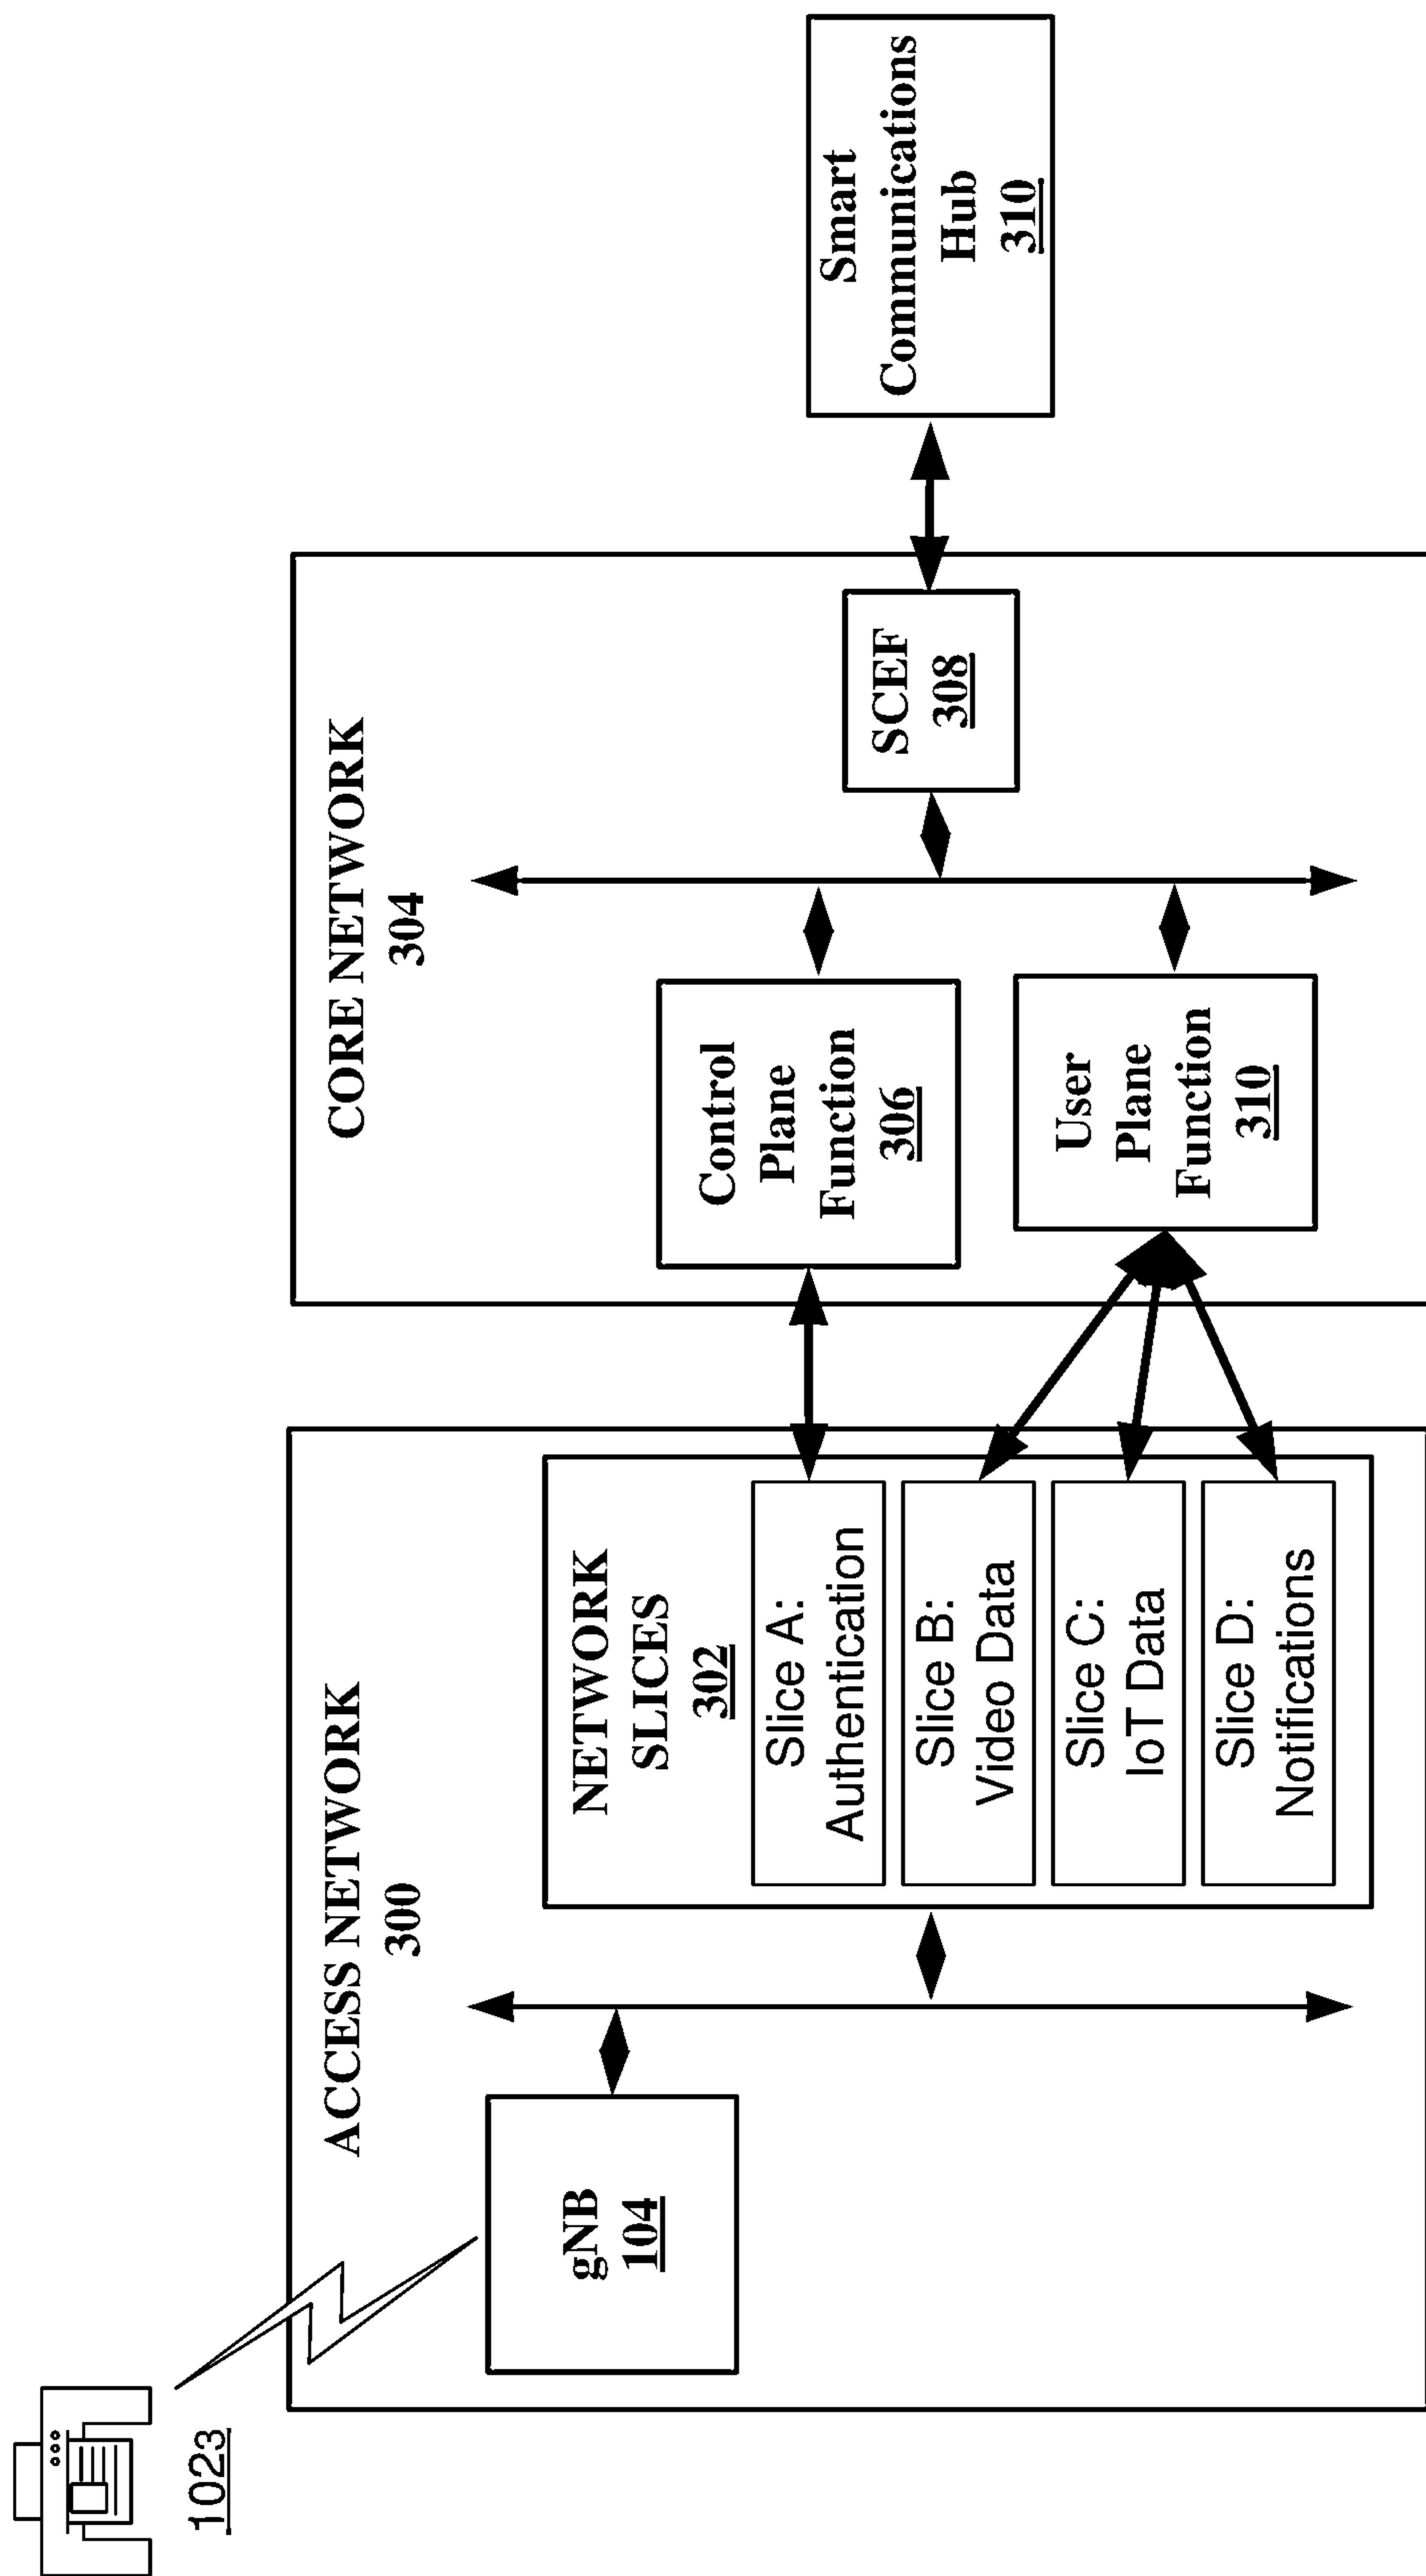 1023
ACCESS NETWORK
300
gNB
104
NETWORK
SLICES
302
Slice A:
Authentication
Slice B:
Video Data
Slice C:
IoT Data
Slice D:
Notifications
CORE NETWORK
304
Control
Plane
Function
306
User
Plane
Function
310
SCEF
308
Smart
Communications
Hub
310